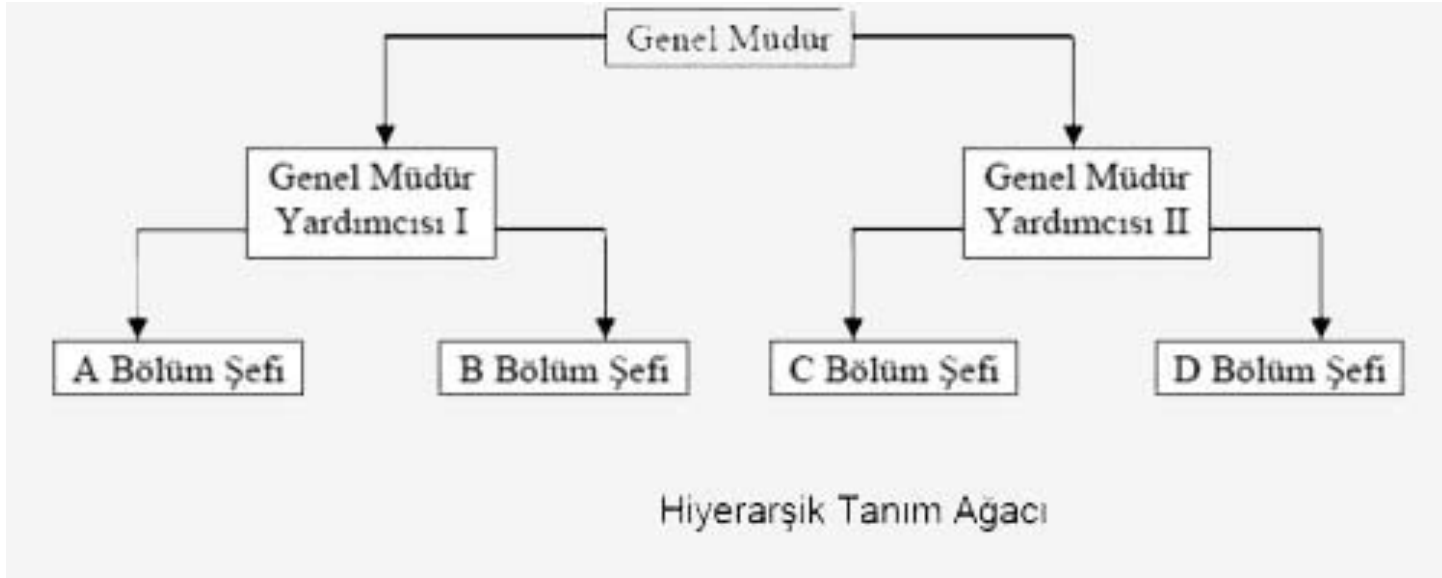 Genel Müdür
Genel Müdür
Yardımcısı I
Genel Müdür
Yardımcısı II
A Bölüm Şefi
B Bölüm Şefi
C Bölüm Şefi
D Bölüm Şefi
Hiyerarşik Tanım Ağacı